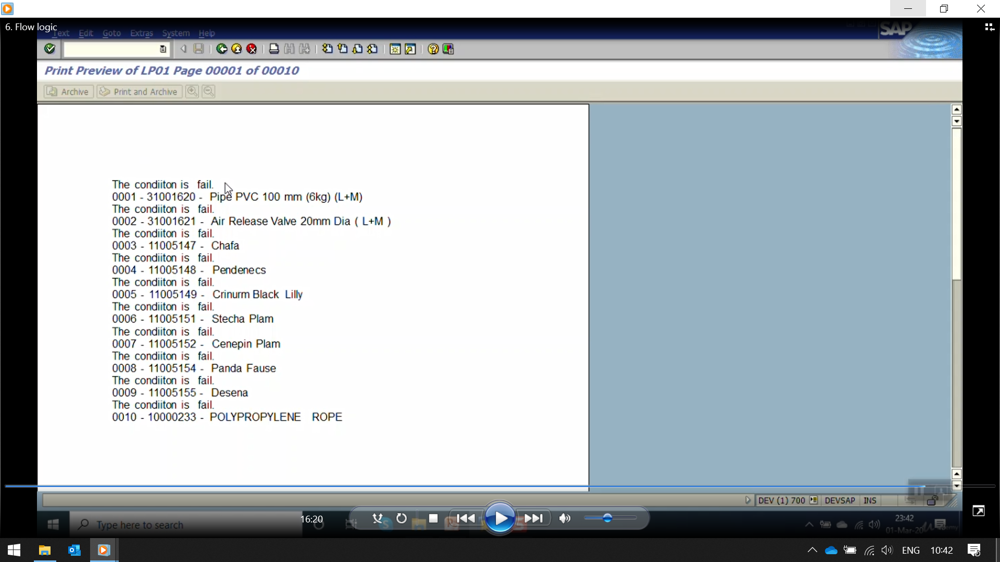 6. Flow logic
Text Edit Goto Extras System Help
SAP
Print Preview of LP01 Page 00001 of 00010
Archive Print and Archive
The condiiton is fail.
0001 - 31001620 - Pipe PVC 100 mm (6kg) (L+M)
The condiiton is fail.
0002 - 31001621 - Air Release Valve 20mm Dia ( L+M )
The condiiton is fail.
0003 - 11005147 - Chafa
The condiiton is fail.
0004 - 11005148 - Pendenecs
The condiiton is fail.
0005 - 11005149 - Crinurm Black Lilly
The condiiton is fail.
0006 - 11005151 - Stecha Plam
The condiiton is fail.
0007 - 11005152 - Cenepin Plam
The condiiton is fail.
0008 - 11005154 - Panda Fause
The condiiton is fail.
0009 - 11005155 - Desena
The condiiton is fail.
0010 - 10000233 - POLYPROPYLENE ROPE
DEV (1) 700 DEVSAP INS
16:20
Type here to search
23:42
01-Mar-20
ENG 10:42